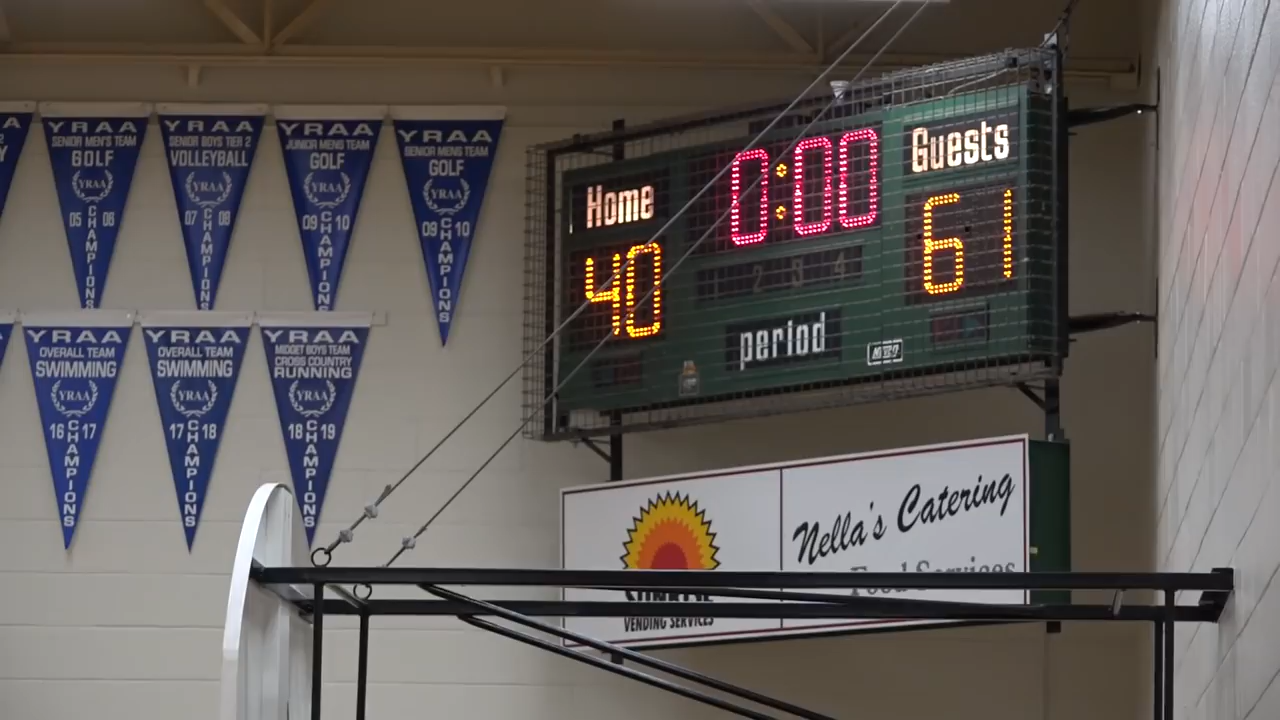 YRAA
SENIOR MEN'S TEAM
GOLF
YRAA
05 06
CHAMPIONS
YRAA
SENIOR BOYS TIER 2
VOLLEYBALL
YRAA
07 08
CHAMPIONS
YRAA
JUNIOR MENS TEAM
GOLF
YRAA
09 10
CHAMPIONS
YRAA
SENIOR MENS TEAM
GOLF
YRAA
09 10
CHAMPIONS
YRAA
OVERALL TEAM
SWIMMING
YRAA
16 17
CHAMPIONS
YRAA
OVERALL TEAM
SWIMMING
YRAA
17 18
CHAMPIONS
YRAA
MIDGET BOYS TEAM
CROSS COUNTRY
RUNNING
YRAA
18 19
CHAMPIONS
Home
0:00
Guests
40
61
2 3 4
period
Nella's Catering
Food Services
VENDING SERVICES